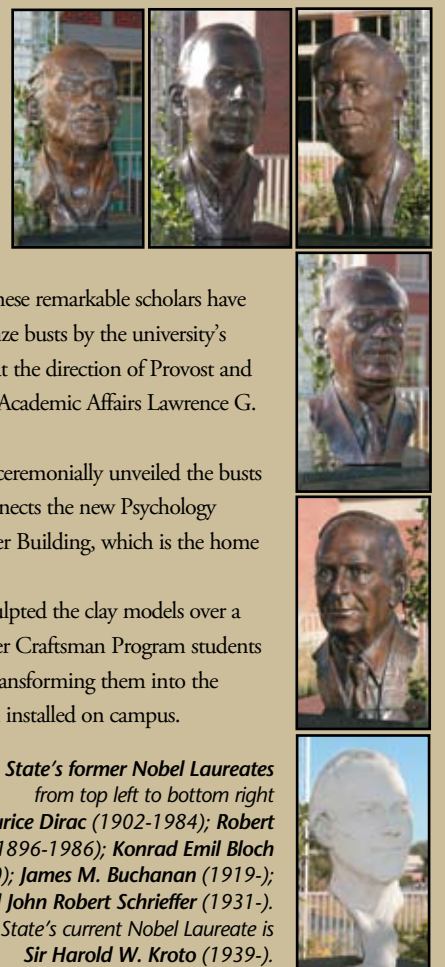 hese remarkable scholars have
nze busts by the university's
at the direction of Provost and
Academic Affairs Lawrence G.
ceremonially unveiled the busts
nnects the new Psychology
er Building, which is the home
ulpted the clay models over a
er Craftsman Program students
ransforming them into the
installed on campus.
State's former Nobel Laureates
from top left to bottom right
urice Dirac (1902-1984); Robert
1896-1986); Konrad Emil Bloch
); James M. Buchanan (1919-);
John Robert Schrieffer (1931-).
State's current Nobel Laureate is
Sir Harold W. Kroto (1939-).